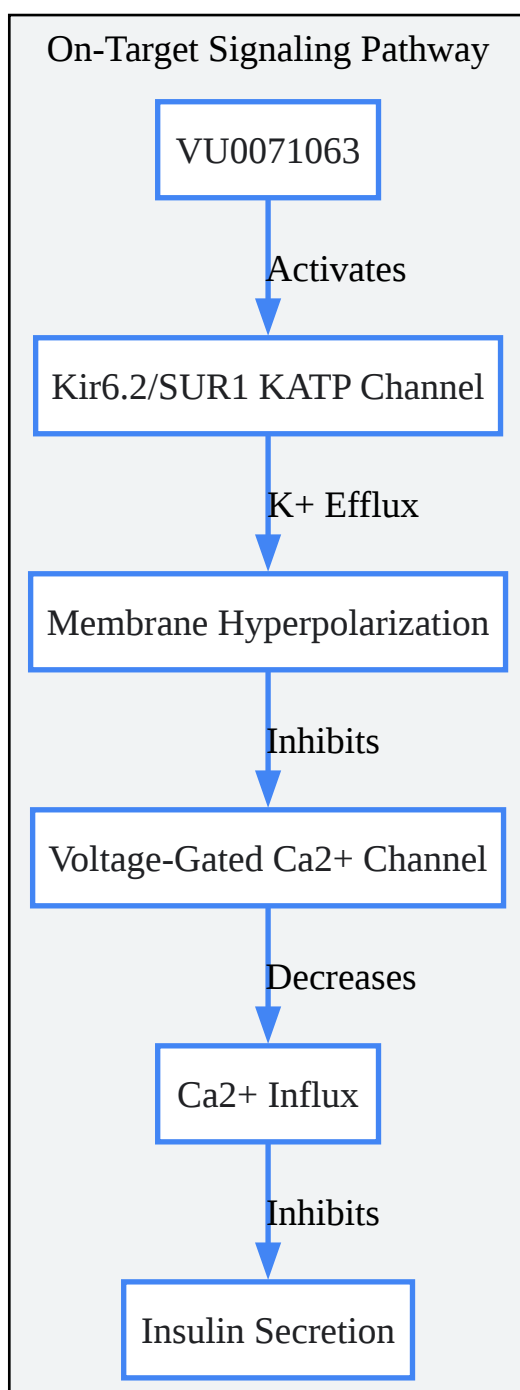 On-Target Signaling Pathway
VU0071063
Activates
Kir6.2/SUR1 KATP Channel
K+ Efflux
Membrane Hyperpolarization
Inhibits
Voltage-Gated Ca2+ Channel
Decreases
Ca2+ Influx
Inhibits
Insulin Secretion